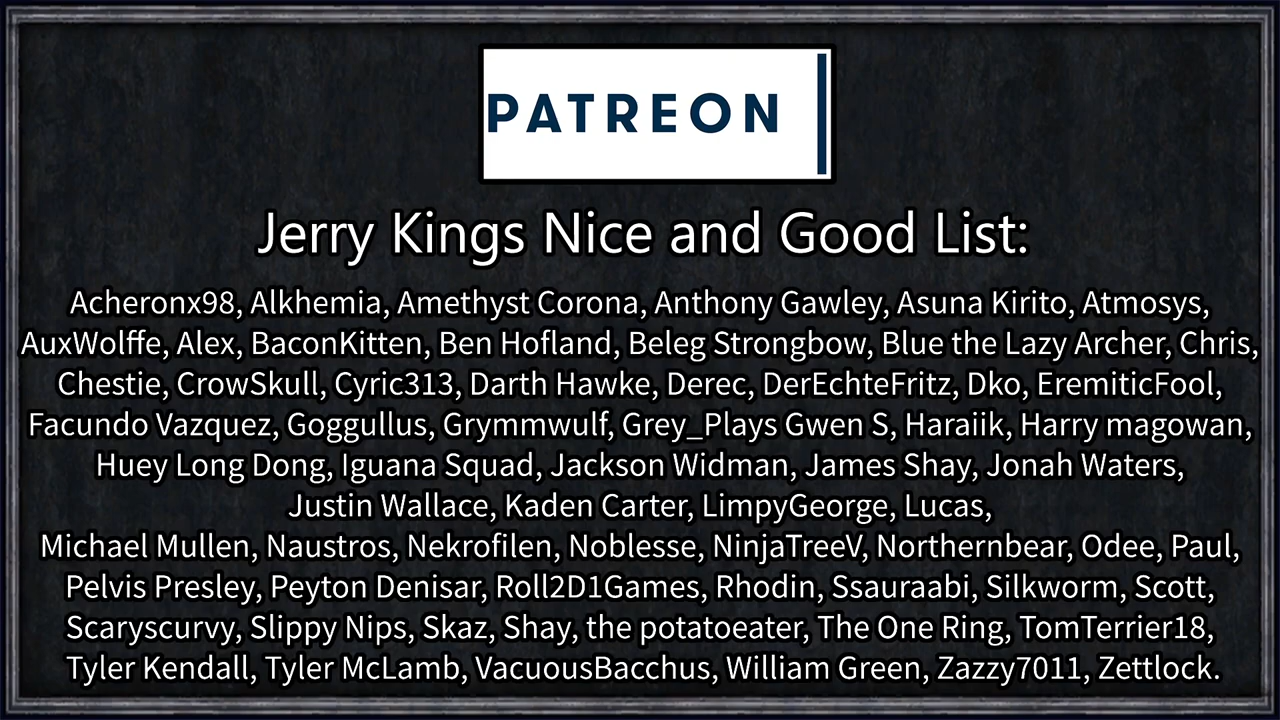 PATREON
Jerry Kings Nice and Good List:
Acheronx98, Alkhemia, Amethyst Corona, Anthony Gawley, Asuna Kirito, Atmosys,
AuxWolffe, Alex, BaconKitten, Ben Hofland, Beleg Strongbow, Blue the Lazy Archer, Chris,
Chestie, CrowSkull, Cyric313, Darth Hawke, Derec, DerEchteFritz, Dko, EremiticFool,
Facundo Vazquez, Goggullus, Grymmwulf, Grey_Plays Gwen S, Haraiik, Harry magowan,
Huey Long Dong, Iguana Squad, Jackson Widman, James Shay, Jonah Waters,
Justin Wallace, Kaden Carter, LimpyGeorge, Lucas,
Michael Mullen, Naustros, Nekrofilen, Noblesse, NinjaTreeV, Northernbear, Odee, Paul,
Pelvis Presley, Peyton Denisar, Roll2D1Games, Rhodin, Ssauraabi, Silkworm, Scott,
Scaryscurvy, Slippy Nips, Skaz, Shay, the potatoeater, The One Ring, TomTerrier18,
Tyler Kendall, Tyler McLamb, VacuousBacchus, William Green, Zazzy7011, Zettlock.